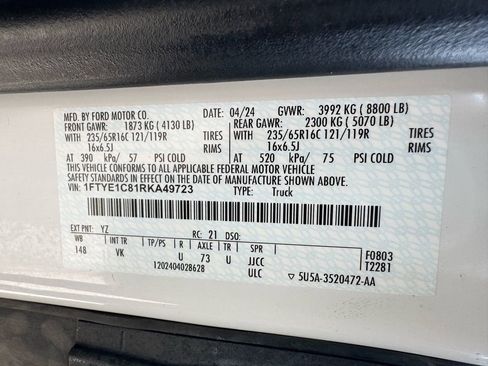 MFD. BY FORD MOTOR CO. DATE: 04/24 GVWR: 3992 KG ( 8800 LB)
FRONT GAWR: 1873 KG ( 4130 LB) REAR GAWR: 2300 KG ( 5070 LB)
WITH WITH
235/65R16C 121/119R TIRES 235/65R16C 121/119R TIRES
16x6.5J RIMS 16x6.5J RIMS
AT 390 kPa/ 57 PSI COLD AT 520 kPa/ 75 PSI COLD
THIS VEHICLE CONFORMS TO ALL APPLICABLE FEDERAL MOTOR VEHICLE
SAFETY STANDARDS IN EFFECT ON THE DATE OF MANUFACTURE SHOWN ABOVE.
VIN: 1FTYE1C81RKA49723 TYPE: Truck
EXT PNT: YZ RC: 21 DSO:
WB INT TR TP/PS R AXLE TR SPR F0803
148 VK U 73 U JJCC T2281
1202404028628 ULC 5U5A-3520472-AA